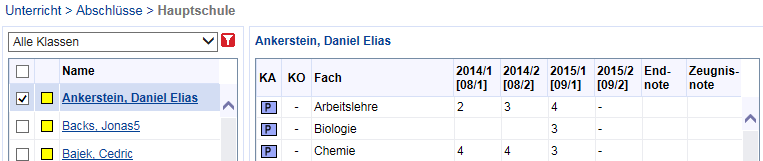 Unterricht > Abschlüsse > Hauptschule
Alle Klassen
Name
Ankerstein, Daniel Elias
Backs, Jonas5
Bajek, Cedric
Ankerstein, Daniel Elias
KA KO Fach 2014/1 [08/1] 2014/2 [08/2] 2015/1 [09/1] 2015/2 [09/2] End-note Zeugnis-note
P - Arbeitslehre 2 3 4 -
P - Biologie 3 -
P - Chemie 4 4 3 -